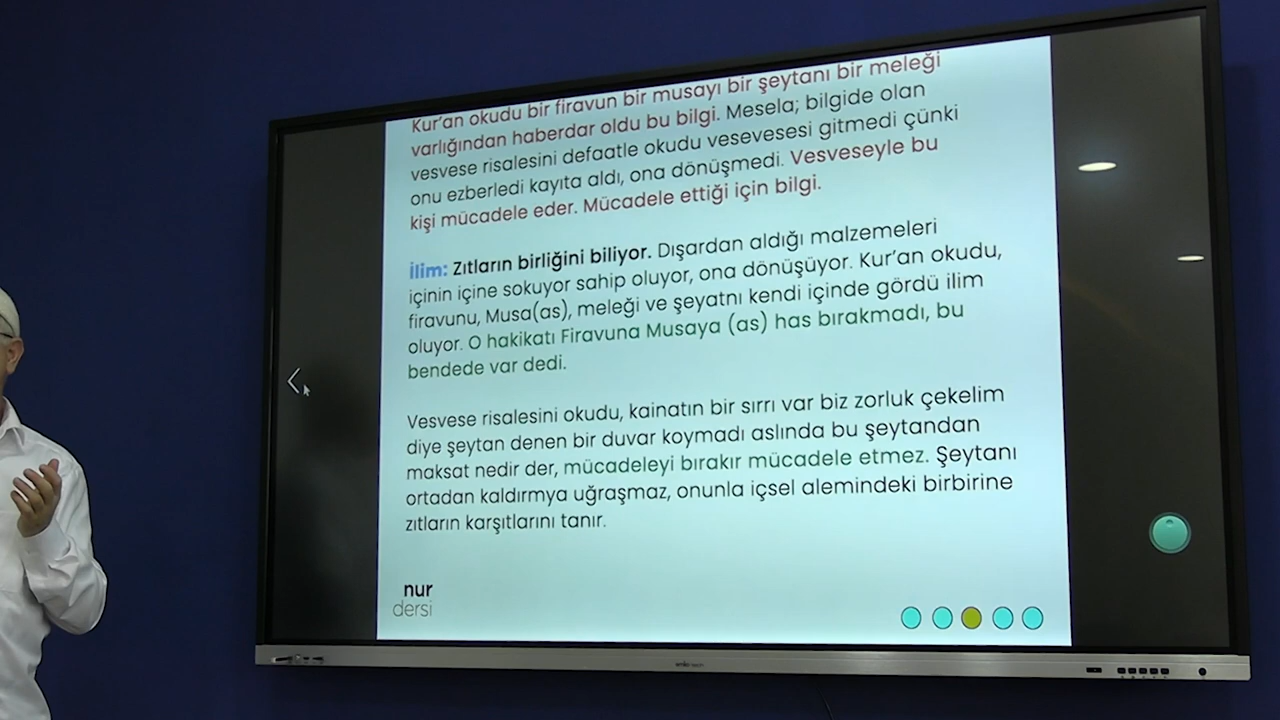 Kur'an okudu bir firavun bir musayı bir şeytanı bir meleği
varlığından haberdar oldu bu bilgi. Mesela; bilgide olan
vesvese risalesini defaatle okudu vesevesesi gitmedi çünki
onu ezberledi kayıta aldı, ona dönüşmedi. Vesveseyle bu
kişi mücadele eder. Mücadele ettiği için bilgi.
İlim: Zıtların birliğini biliyor. Dışardan aldığı malzemeleri
içinin içine sokuyor sahip oluyor, ona dönüşüyor. Kur'an okudu,
firavunu, Musa(as), meleği ve şeyatnı kendi içinde gördü ilim
oluyor. O hakikatı Firavuna Musaya (as) has bırakmadı, bu
bendede var dedi.
Vesvese risalesini okudu, kainatın bir sırrı var biz zorluk çekelim
diye şeytan denen bir duvar koymadı aslında bu şeytandan
maksat nedir der, mücadeleyi bırakır mücadele etmez. Şeytanı
ortadan kaldırmya uğraşmaz, onunla içsel alemindeki birbirine
zıtların karşıtlarını tanır.
nur
dersi